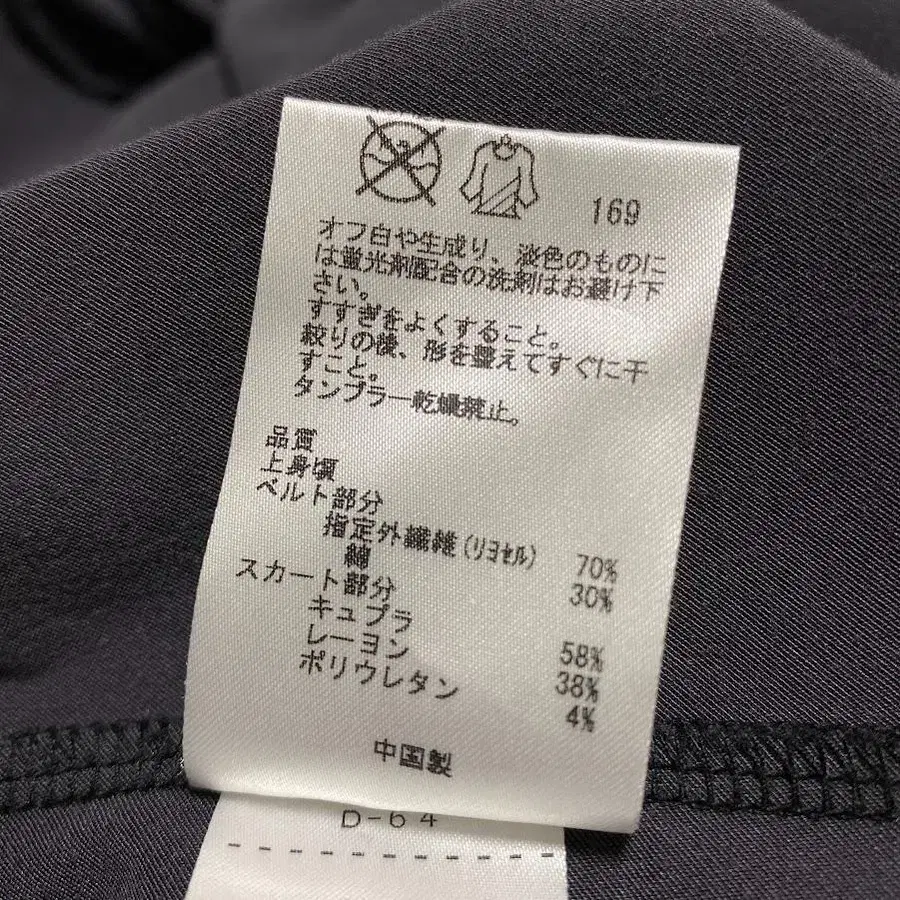 169
オフ白や生成り、淡色のものに
は蛍光剤配合の洗剤はお避け下
さい。
すすぎをよくすること。
絞りの後、形を整えてすぐに干
すこと。
タンブラー乾燥禁止。
品質
上身頃
ベルト部分
指定外繊維(リヨセル) 70%
綿 30%
スカート部分
キュプラ 58%
レーヨン 38%
ポリウレタン 4%
中国製
D-64